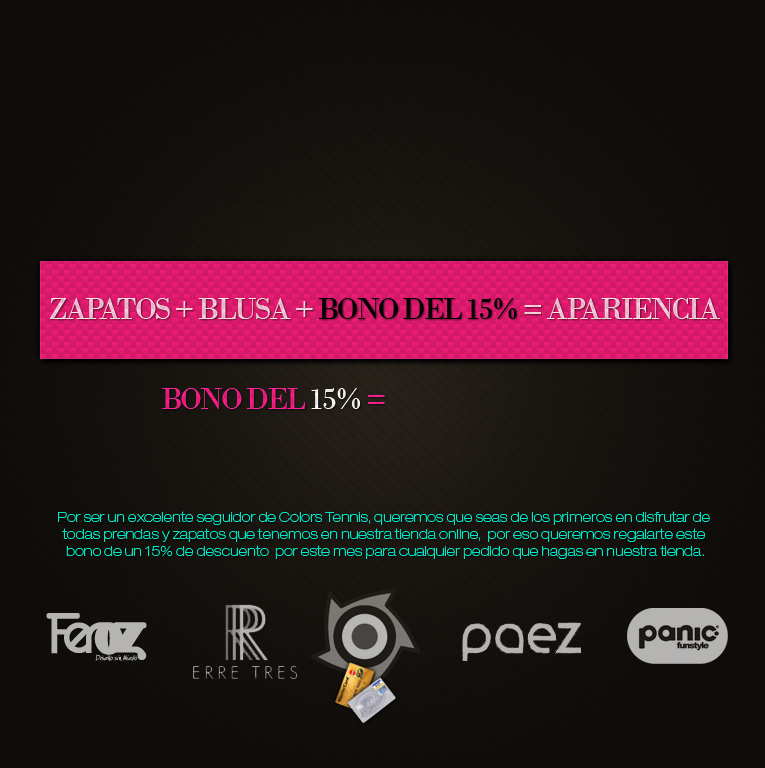 ZAPATOS + BLUSA + BONO DEL 15% = APARIENCIA
BONO DEL 15% =
Por ser un excelente seguidor de Colors Tennis, queremos que seas de los primeros en disfrutar de
todas prendas y zapatos que tenemos en nuestra tienda online, por eso queremos regalarte este
bono de un 15% de descuento por este mes para cualquier pedido que hagas en nuestra tienda.
Feroz
R
ERRE TRES
paez
panic
funstyle